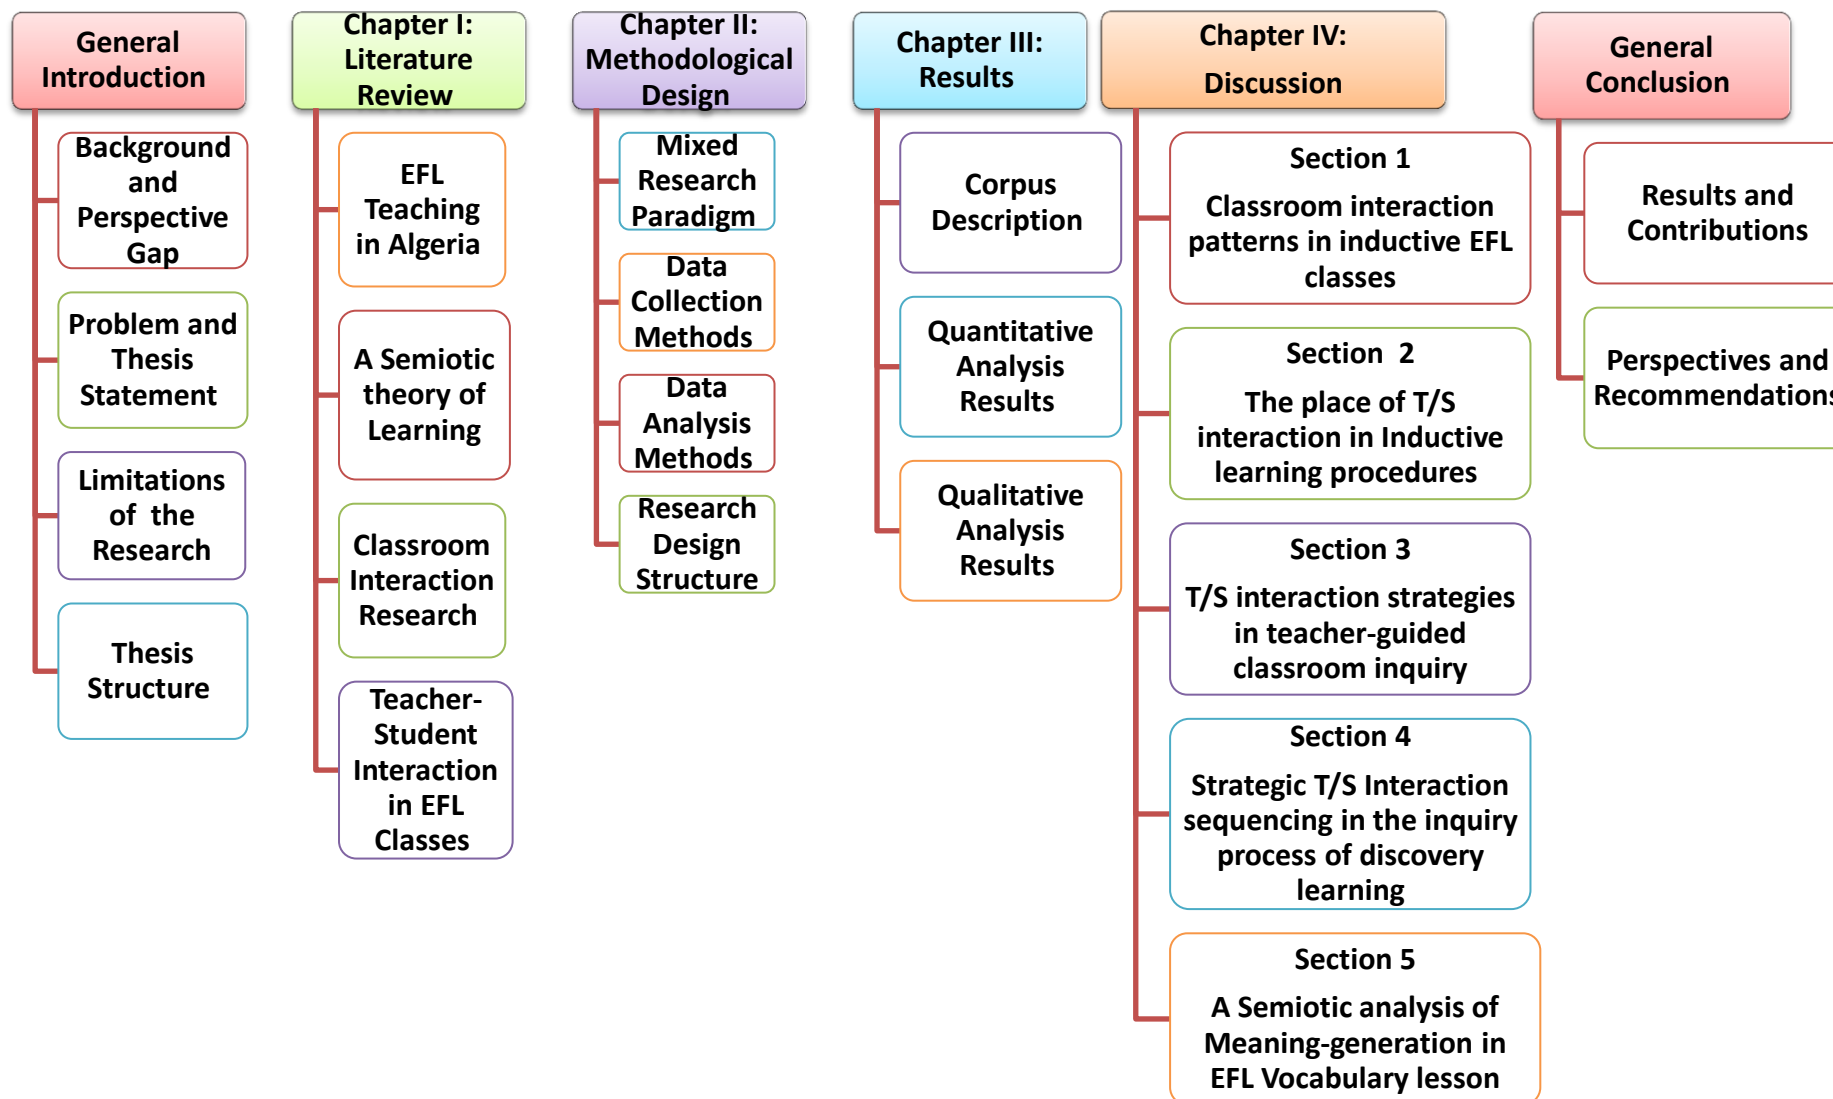 General
Introduction
Background
and
Perspective
Gap
Problem and
Thesis
Statement
Limitations
of the
Research
Thesis
Structure
Chapter I:
Literature
Review
EFL
Teaching
in Algeria
A Semiotic
theory of
Learning
Classroom
Interaction
Research
Teacher-
Student
Interaction
in EFL
Classes
Chapter II:
Methodological
Design
Mixed
Research
Paradigm
Data
Collection
Methods
Data
Analysis
Methods
Research
Design
Structure
Chapter III:
Results
Corpus
Description
Quantitative
Analysis
Results
Qualitative
Analysis
Results
Chapter IV:
Discussion
Section 1
Classroom interaction
patterns in inductive EFL
classes
Section 2
The place of T/S
interaction in Inductive
learning procedures
Section 3
T/S interaction strategies
in teacher-guided
classroom inquiry
Section 4
Strategic T/S Interaction
sequencing in the inquiry
process of discovery
learning
Section 5
A Semiotic analysis of
Meaning-generation in
EFL Vocabulary lesson
General
Conclusion
Results and
Contributions
Perspectives and
Recommendations